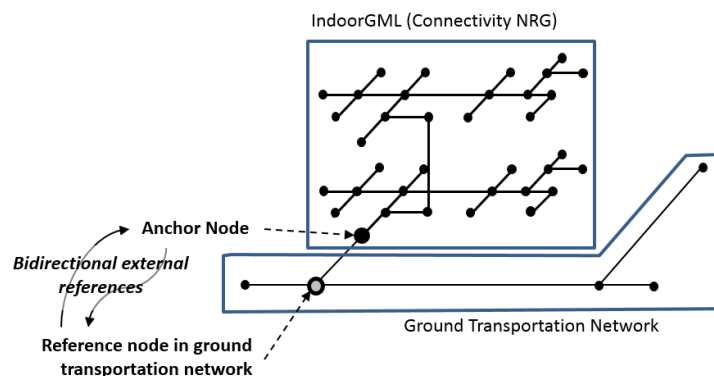 IndoorGML (Connectivity NRG)
Anchor Node
Bidirectional external
references
Ground Transportation Network
Reference node in ground
transportation network